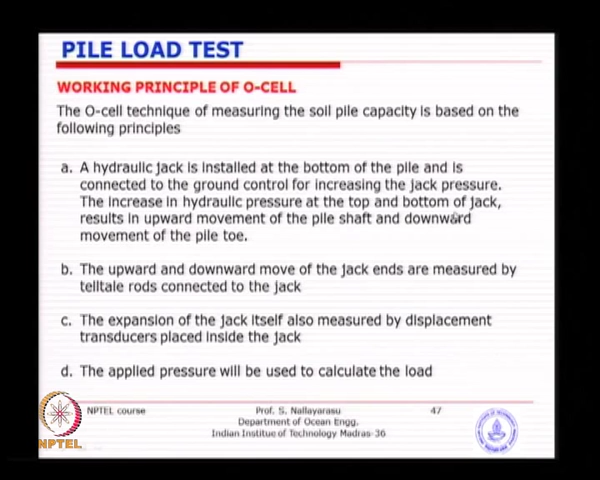 PILE LOAD TEST
WORKING PRINCIPLE OF O-CELL
The O-cell technique of measuring the soil pile capacity is based on the
following principles
a. A hydraulic jack is installed at the bottom of the pile and is
connected to the ground control for increasing the jack pressure.
The increase in hydraulic pressure at the top and bottom of jack,
results in upward movement of the pile shaft and downward
movement of the pile toe.
b. The upward and downward move of the jack ends are measured by
telltale rods connected to the jack
c. The expansion of the jack itself also measured by displacement
transducers placed inside the jack
d. The applied pressure will be used to calculate the load
NPTEL course
Prof. S. Nallayarasu
Department of Ocean Engg.
Indian Institue of Technology Madras-36
47
NPTEL